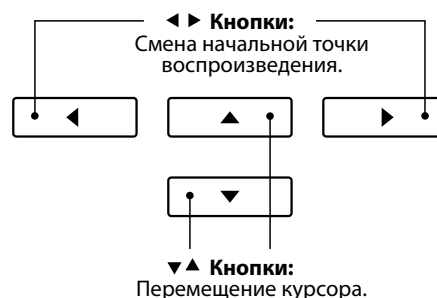 ◀ ▶ Кнопки:
Смена начальной точки
воспроизведения.
▼▲ Кнопки:
Перемещение курсора.